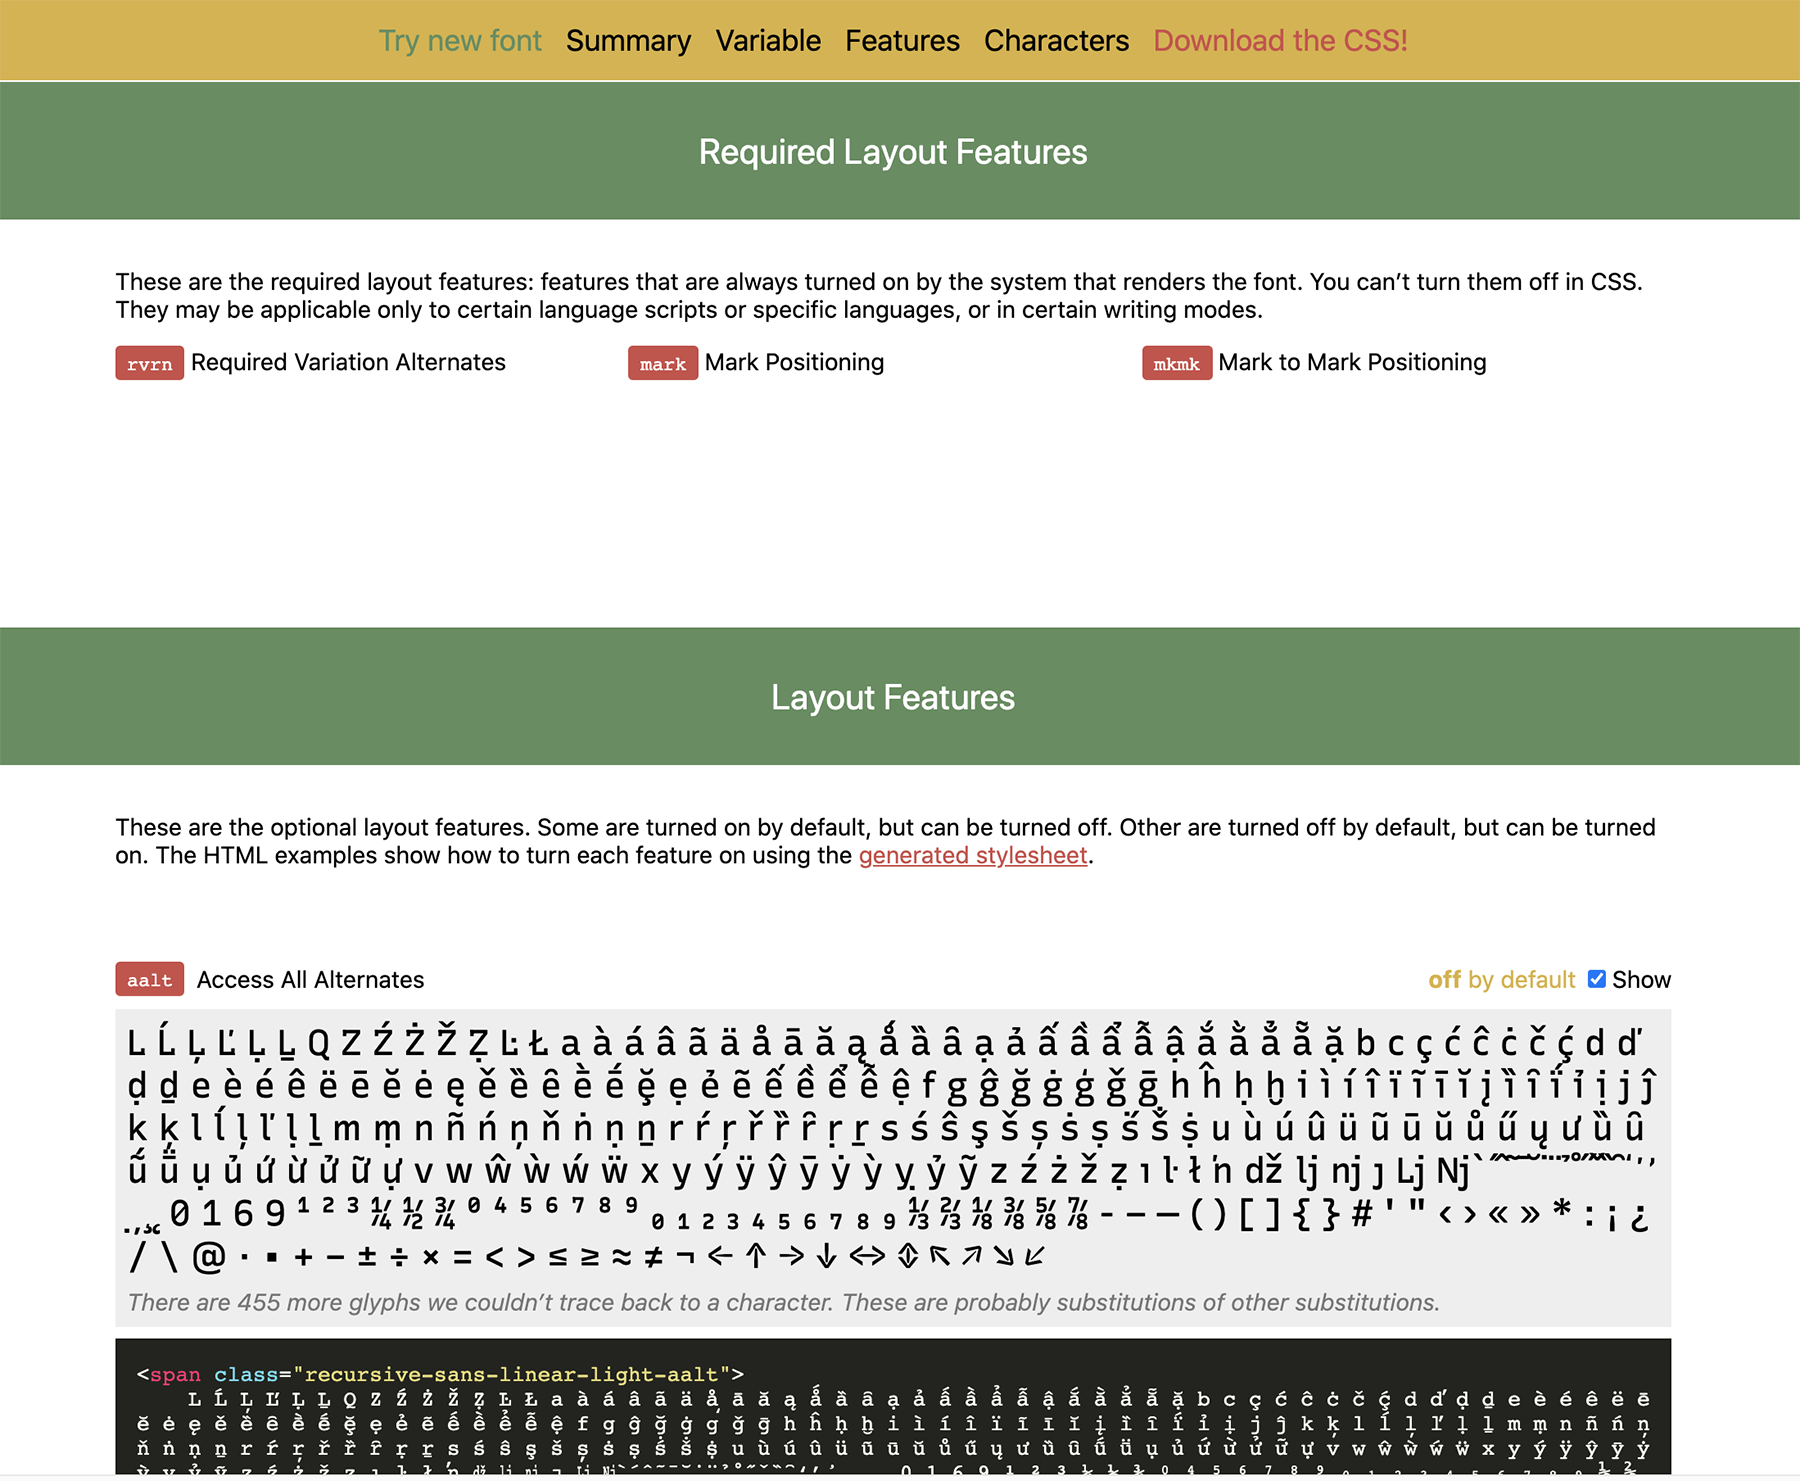 Try new font Summary Variable Features Characters Download the CSS!
Required Layout Features
These are the required layout features: features that are always turned on by the system that renders the font. You can’t turn them off in CSS.
They may be applicable only to certain language scripts or specific languages, or in certain writing modes.
rvrn Required Variation Alternates mark Mark Positioning mkmk Mark to Mark Positioning
Layout Features
These are the optional layout features. Some are turned on by default, but can be turned off. Other are turned off by default, but can be turned
on. The HTML examples show how to turn each feature on using the generated stylesheet.
aalt Access All Alternates off by default Show
L Ĺ Ļ Ľ Ḷ Ḻ Q Z Ź Ż Ž Ẓ Ŀ Ł a à á â ã ä å ā ă ą ǻ ȁ ȃ ạ ả ấ ầ ẩ ẫ ậ ắ ằ ẳ ẵ ặ b c ç ć ĉ ċ č ḉ d ď
ḍ ḏ e è é ê ë ē ĕ ė ę ě ȅ ȇ ḕ ḗ ḝ ẹ ẻ ẽ ế ề ể ễ ệ f g ĝ ğ ġ ģ ǧ ḡ h ĥ ḥ ḫ i ì í î ï ĩ ī ĭ į ȉ ȋ ḯ ỉ ị j ĵ
k ķ l ĺ ļ ľ ḷ ḻ m ṃ n ñ ń ņ ň ṅ ṇ ṉ r ŕ ŗ ř ȑ ȓ ṛ ṟ s ś ŝ ş š ș ṡ ṣ ṥ ṧ ṩ u ù ú û ü ũ ū ŭ ů ű ų ư ȕ ȗ
ụ ủ ứ ừ ử ữ ự v w ŵ ẁ ẃ ẅ x y ý ÿ ŷ ȳ ẏ ỳ ỵ ỷ ỹ z ź ż ž ẓ ı ŀ ł ŉ dž lj nj ȷ Lj Nj
0 1 6 9 ¹ ² ³ ¼ ½ ¾ ⁰ ⁴ ⁵ ⁶ ⁷ ⁸ ⁹ ₀ ₁ ₂ ₃ ₄ ₅ ₆ ₇ ₈ ₉ ⅓ ⅔ ⅛ ⅜ ⅝ ⅞ - – — ( ) [ ] { } # ' " ‹ › « » * : ¡ ¿
/ \ @ · ▪ + − ± ÷ × = < > ≤ ≥ ≈ ≠ ¬ ← ↑ → ↓ ↔ ↕ ↖ ↗ ↘ ↙
There are 455 more glyphs we couldn’t trace back to a character. These are probably substitutions of other substitutions.
<span class="recursive-sans-linear-light-aalt">
L Ĺ Ļ Ľ Ḷ Ḻ Q Z Ź Ż Ž Ẓ Ŀ Ł a à á â ã ä å ā ă ą ǻ ȁ ȃ ạ ả ấ ầ ẩ ẫ ậ ắ ằ ẳ ẵ ặ b c ç ć ĉ ċ č ḉ d ď ḍ ḏ e è é ê ë ē
ĕ ė ę ě ȅ ȇ ḕ ḗ ḝ ẹ ẻ ẽ ế ề ể ễ ệ f g ĝ ğ ġ ģ ǧ ḡ h ĥ ḥ ḫ i ì í î ï ĩ ī ĭ į ȉ ȋ ḯ ỉ ị j ĵ k ķ l ĺ ļ ľ ḷ ḻ m ṃ n ñ ń ņ
ň ṅ ṇ ṉ r ŕ ŗ ř ȑ ȓ ṛ ṟ s ś ŝ ş š ș ṡ ṣ ṥ ṧ ṩ u ù ú û ü ũ ū ŭ ů ű ų ư ȕ ȗ ụ ủ ứ ừ ử ữ ự v w ŵ ẁ ẃ ẅ x y ý ÿ ŷ ȳ ẏ